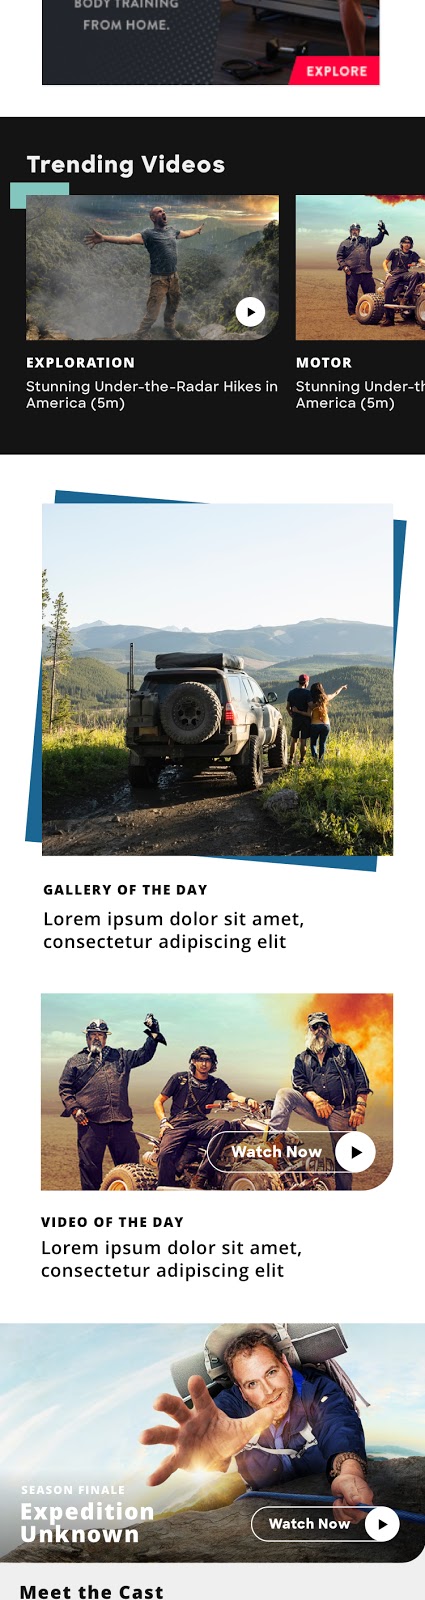 BODY TRAINING
FROM HOME.
EXPLORE
Trending Videos
EXPLORATION
Stunning Under-the-Radar Hikes in
America (5m)
MOTOR
Stunning Under-th
America (5m)
GALLERY OF THE DAY
Lorem ipsum dolor sit amet,
consectetur adipiscing elit
Watch Now
VIDEO OF THE DAY
Lorem ipsum dolor sit amet,
consectetur adipiscing elit
SEASON FINALE
Expedition
Unknown
Watch Now
Meet the Cast